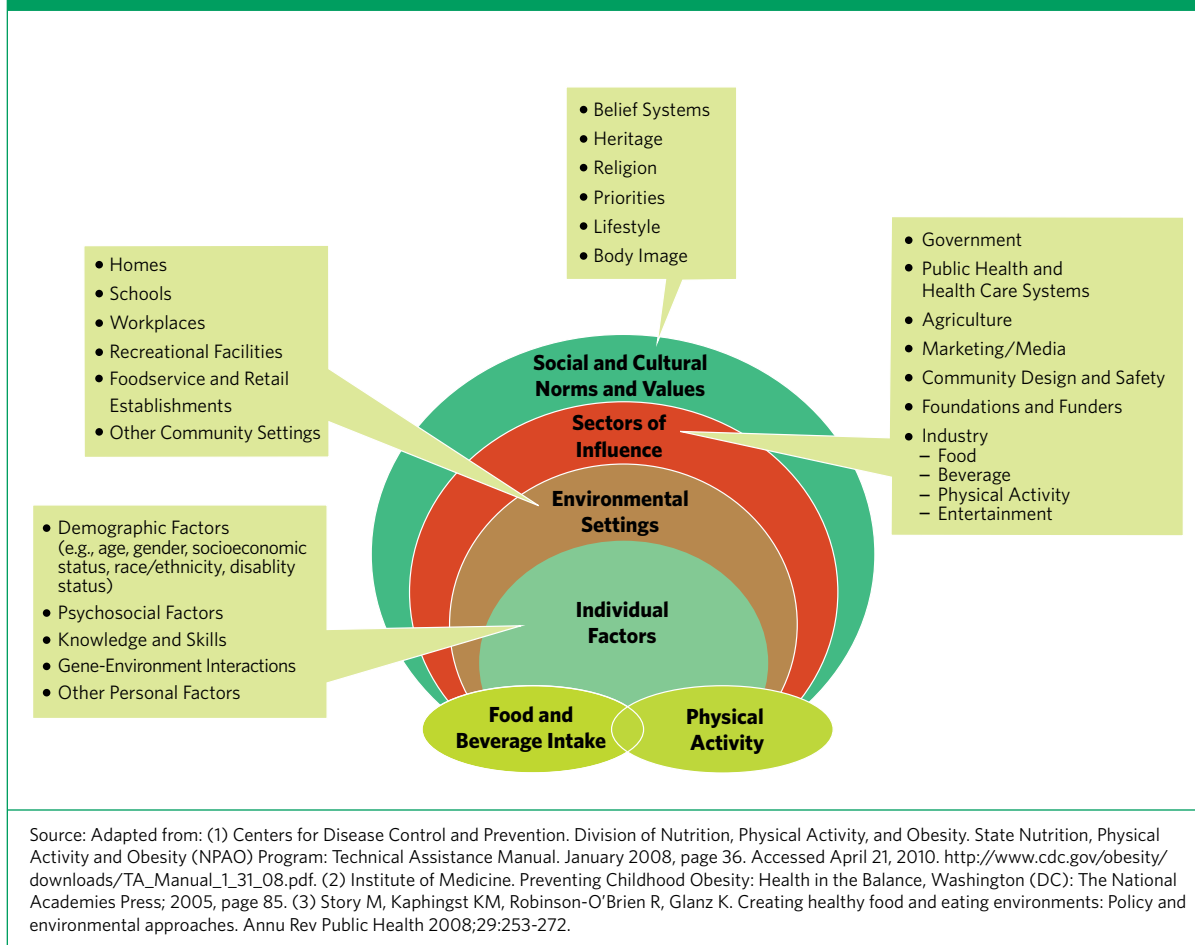 • Belief Systems
• Heritage
• Religion
• Priorities
• Lifestyle
• Body Image
• Homes
• Schools
• Workplaces
• Recreational Facilities
• Foodservice and Retail
Establishments
• Other Community Settings
• Government
• Public Health and
Health Care Systems
• Agriculture
• Marketing/Media
• Community Design and Safety
• Foundations and Funders
• Industry
– Food
– Beverage
– Physical Activity
– Entertainment
• Demographic Factors
(e.g., age, gender, socioeconomic
status, race/ethnicity, disablity
status)
• Psychosocial Factors
• Knowledge and Skills
• Gene-Environment Interactions
• Other Personal Factors
Social and Cultural
Norms and Values
Sectors of
Influence
Environmental
Settings
Individual
Factors
Food and
Beverage Intake
Physical
Activity
Source: Adapted from: (1) Centers for Disease Control and Prevention. Division of Nutrition, Physical Activity, and Obesity. State Nutrition, Physical
Activity and Obesity (NPAO) Program: Technical Assistance Manual. January 2008, page 36. Accessed April 21, 2010. http://www.cdc.gov/obesity/
downloads/TA_Manual_1_31_08.pdf. (2) Institute of Medicine. Preventing Childhood Obesity: Health in the Balance, Washington (DC): The National
Academies Press; 2005, page 85. (3) Story M, Kaphingst KM, Robinson-O'Brien R, Glanz K. Creating healthy food and eating environments: Policy and
environmental approaches. Annu Rev Public Health 2008;29:253-272.